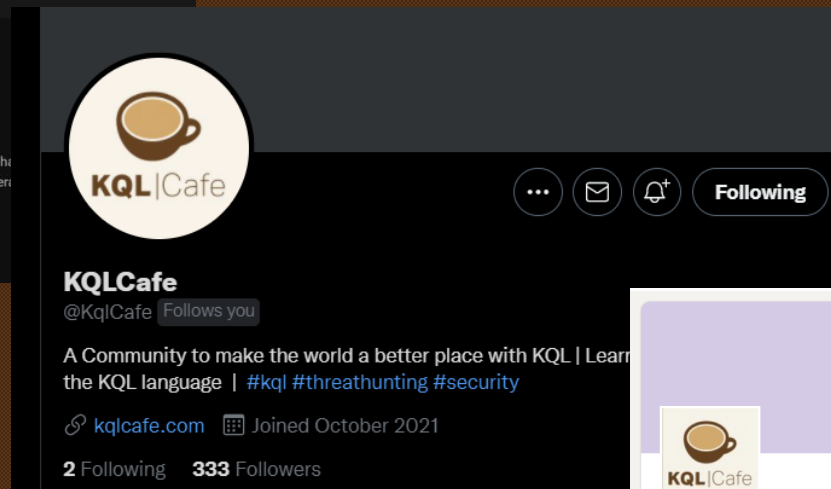 KQL|Cafe
Following
KQLCafe
@KqlCafe Follows you
A Community to make the world a better place with KQL | Learn
the KQL language | #kql #threathunting #security
kqlcafe.com Joined October 2021
2 Following 333 Followers
KQL|Cafe